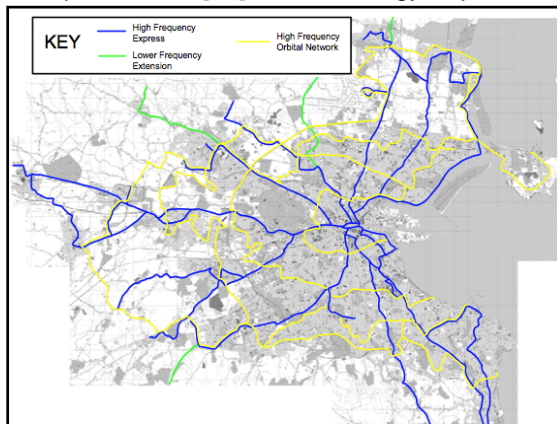 KEY
High Frequency
Express
Lower Frequency
Extension
High Frequency
Orbital Network